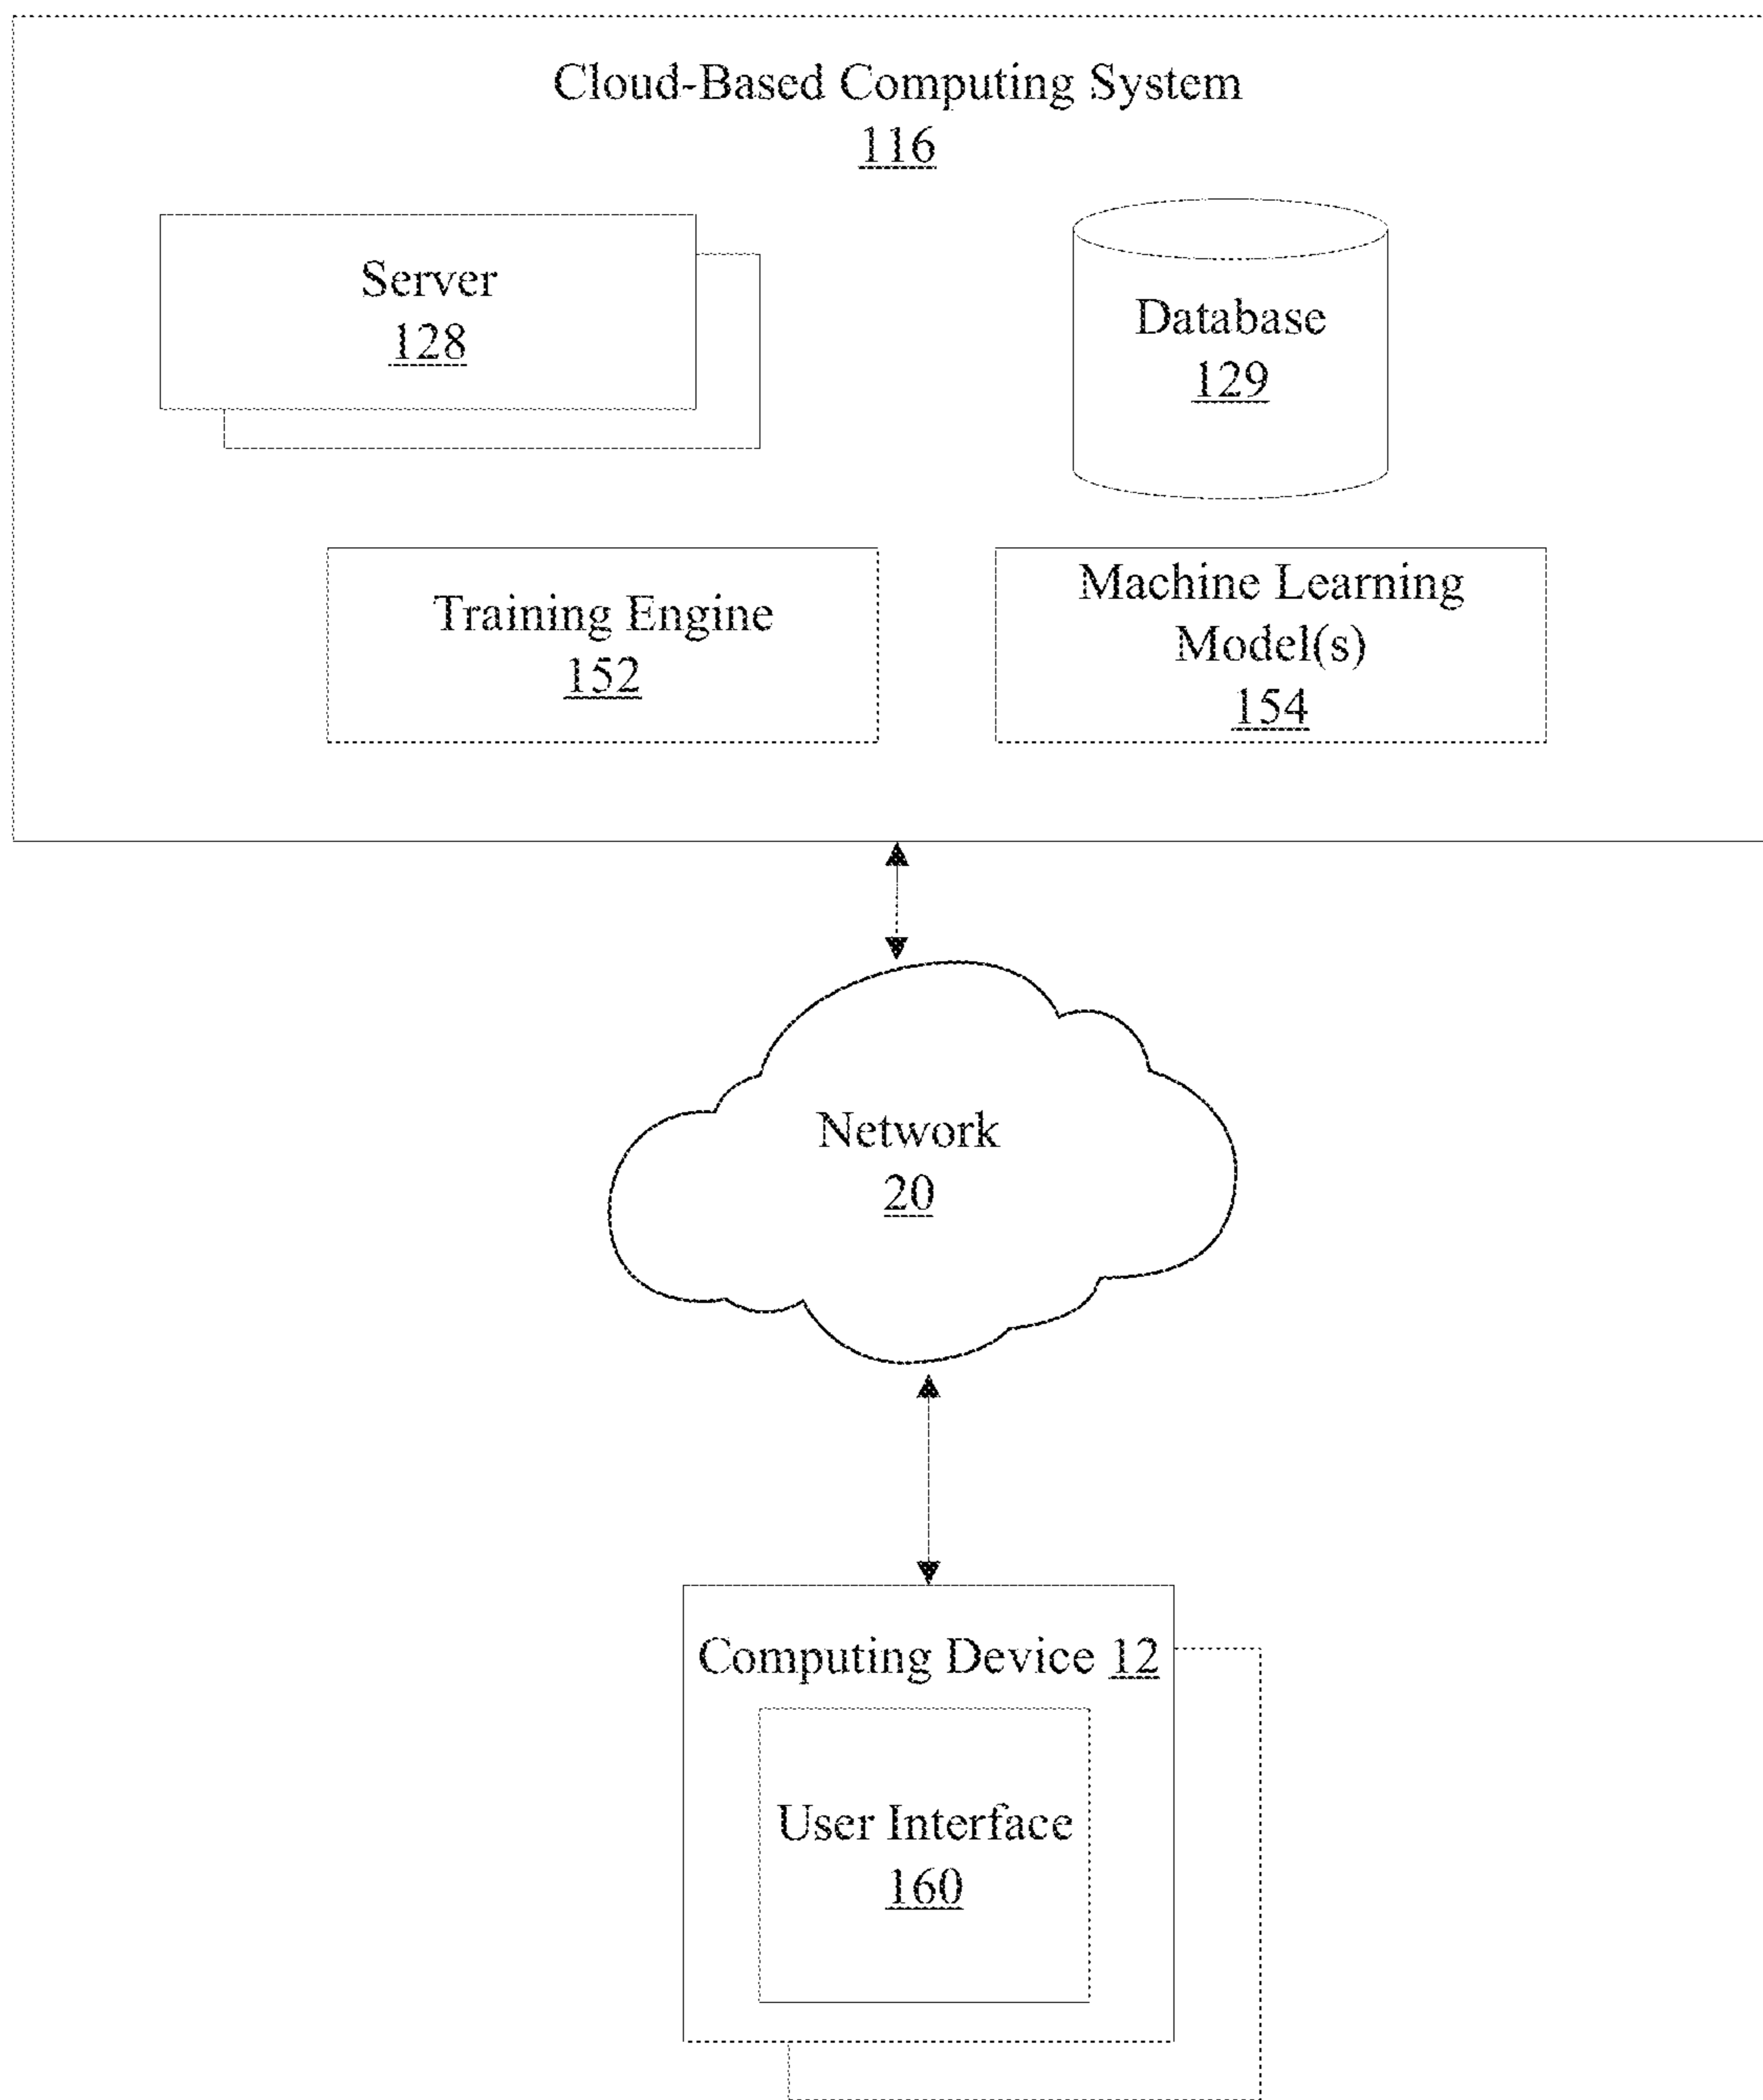 Cloud-Based Computing System
116
Server
128
Database
129
Training Engine
152
Machine Learning
Model(s)
154
Network
20
Computing Device 12
User Interface
160